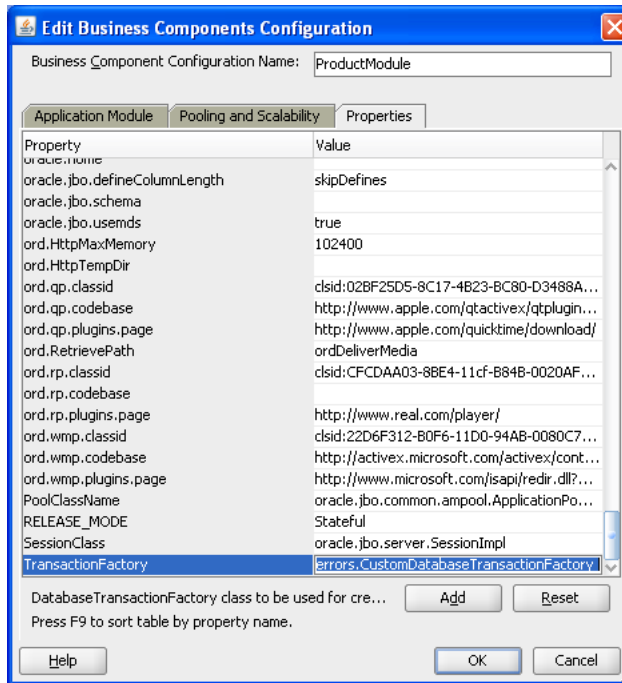 Edit Business Components Configuration
Business Component Configuration Name: ProductModule
Application Module Pooling and Scalability Properties
Property Value
oracle.home
oracle.jbo.defineColumnLength skipDefines
oracle.jbo.schema
oracle.jbo.usemds true
ord.HttpMaxMemory 102400
ord.HttpTempDir
ord.qp.classid clsid:02BF25D5-8C17-4B23-BC80-D3488A...
ord.qp.codebase http://www.apple.com/qtactivex/qtplugin...
ord.qp.plugins.page http://www.apple.com/quicktime/download/
ord.RetrievePath ordDeliverMedia
ord.rp.classid clsid:CFCDAA03-8BE4-11cf-B84B-0020AF...
ord.rp.codebase
ord.rp.plugins.page http://www.real.com/player/
ord.wmp.classid clsid:22D6F312-B0F6-11D0-94AB-0080C7...
ord.wmp.codebase http://activex.microsoft.com/activex/cont...
ord.wmp.plugins.page http://www.microsoft.com/isapi/redir.dll?...
PoolClassName oracle.jbo.common.ampool.ApplicationPo...
RELEASE_MODE Stateful
SessionClass oracle.jbo.server.SessionImpl
TransactionFactory errors.CustomDatabaseTransactionFactory
DatabaseTransactionFactory class to be used for cre... Add Reset
Press F9 to sort table by property name.
Help OK Cancel